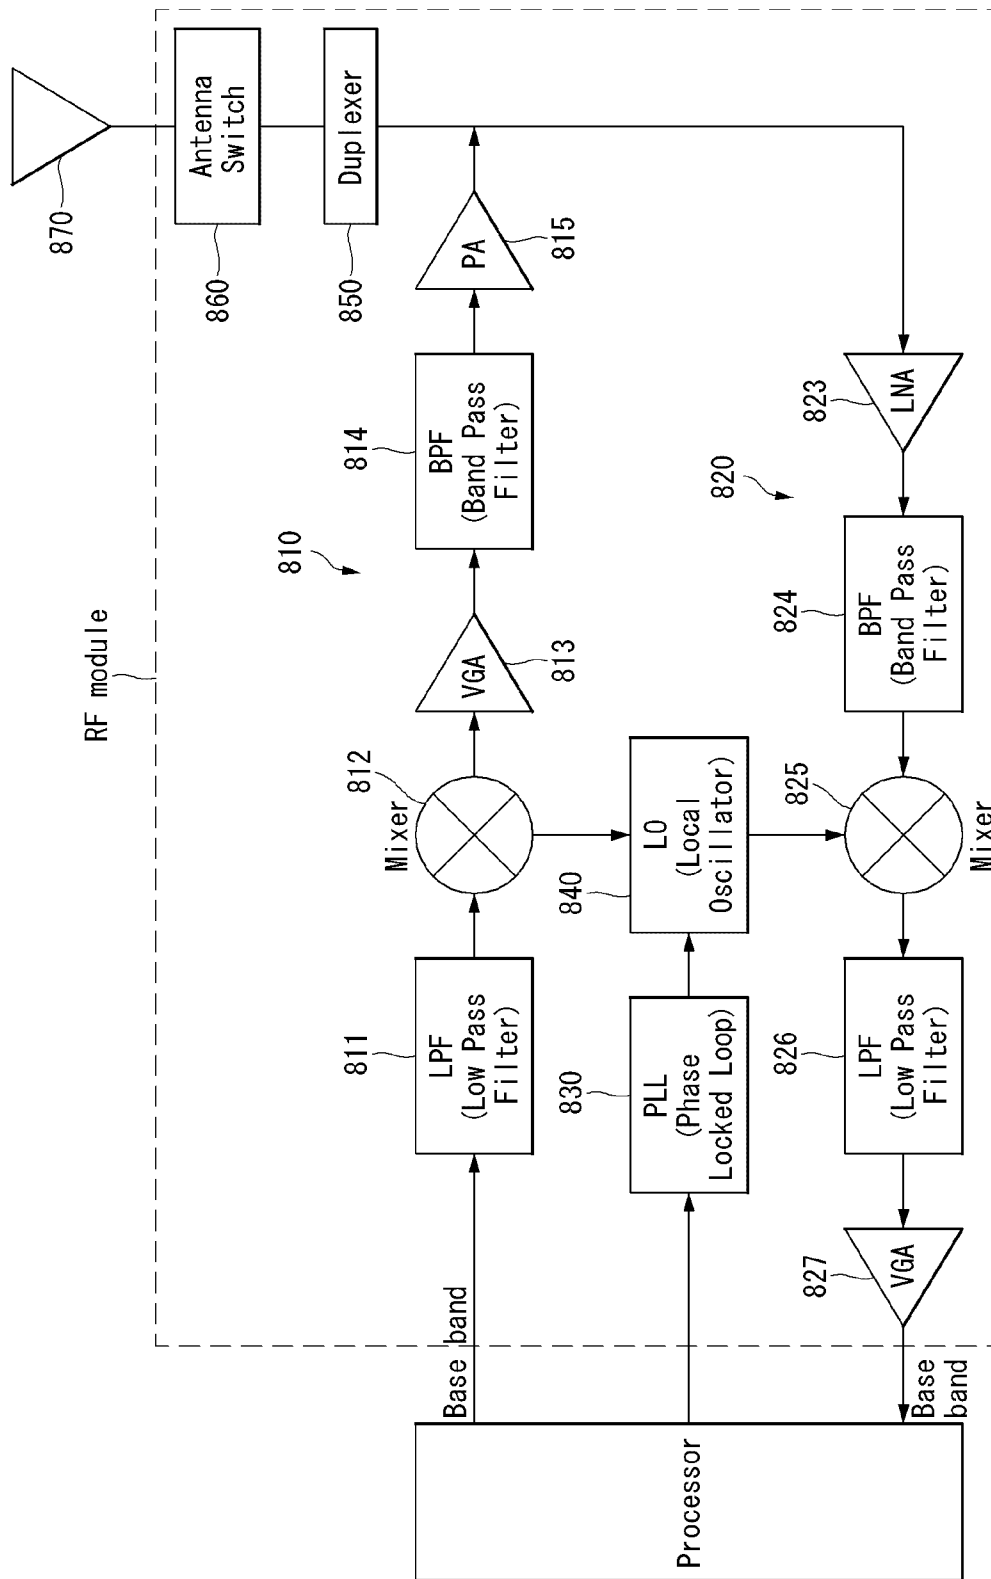 RF module
870
Antenna
Switch
860
Duplexer
850
PA
815
BPF
(Band Pass
Filter)
814
810
VGA
813
Mixer
812
LPF
(Low Pass
Filter)
811
Base band
LO
(Local
Oscillator)
840
PLL
(Phase
Locked Loop)
830
Processor
LNA
823
820
BPF
(Band Pass
Filter)
824
825
Mixer
LPF
(Low Pass
Filter)
826
VGA
827
Base
band